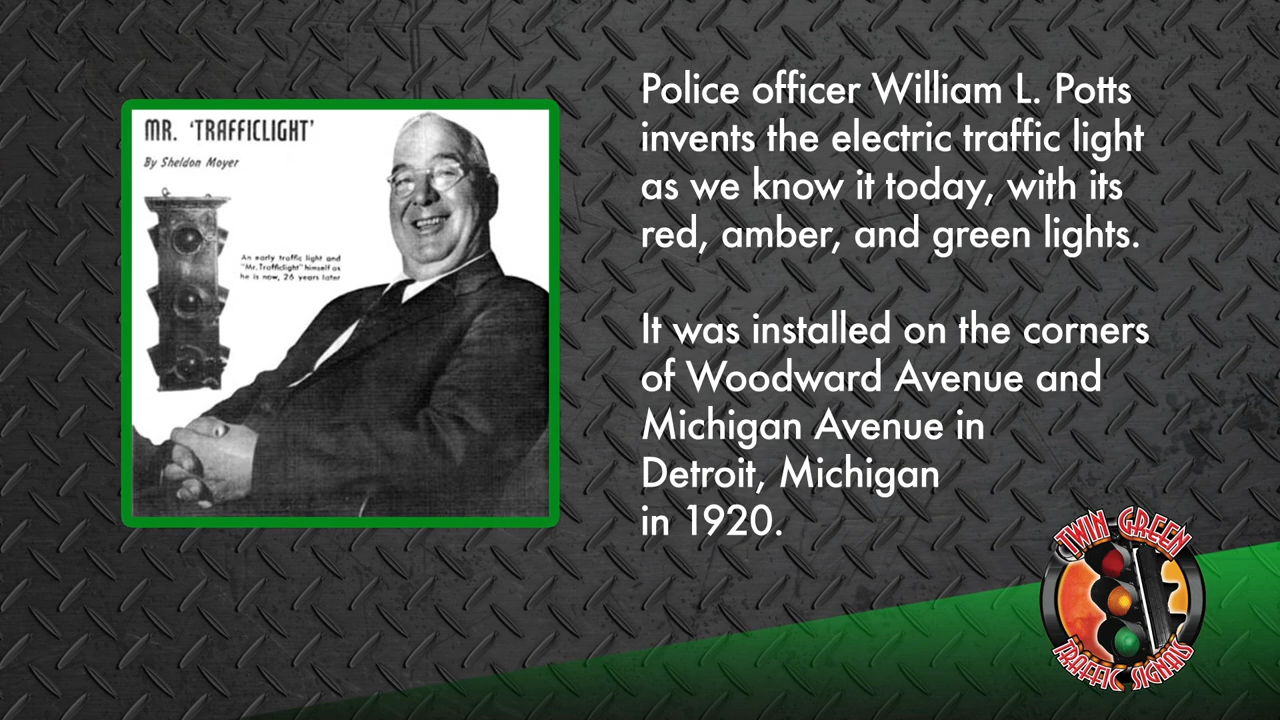 MR. 'TRAFFICLIGHT'
By Sheldon Moyer
An early traffic light and
"Mr. Trafficlight" himself as
he is now, 26 years later
Police officer William L. Potts
invents the electric traffic light
as we know it today, with its
red, amber, and green lights.
It was installed on the corners
of Woodward Avenue and
Michigan Avenue in
Detroit, Michigan
in 1920.
TWIN GREEN
TRAFFIC SIGNALS